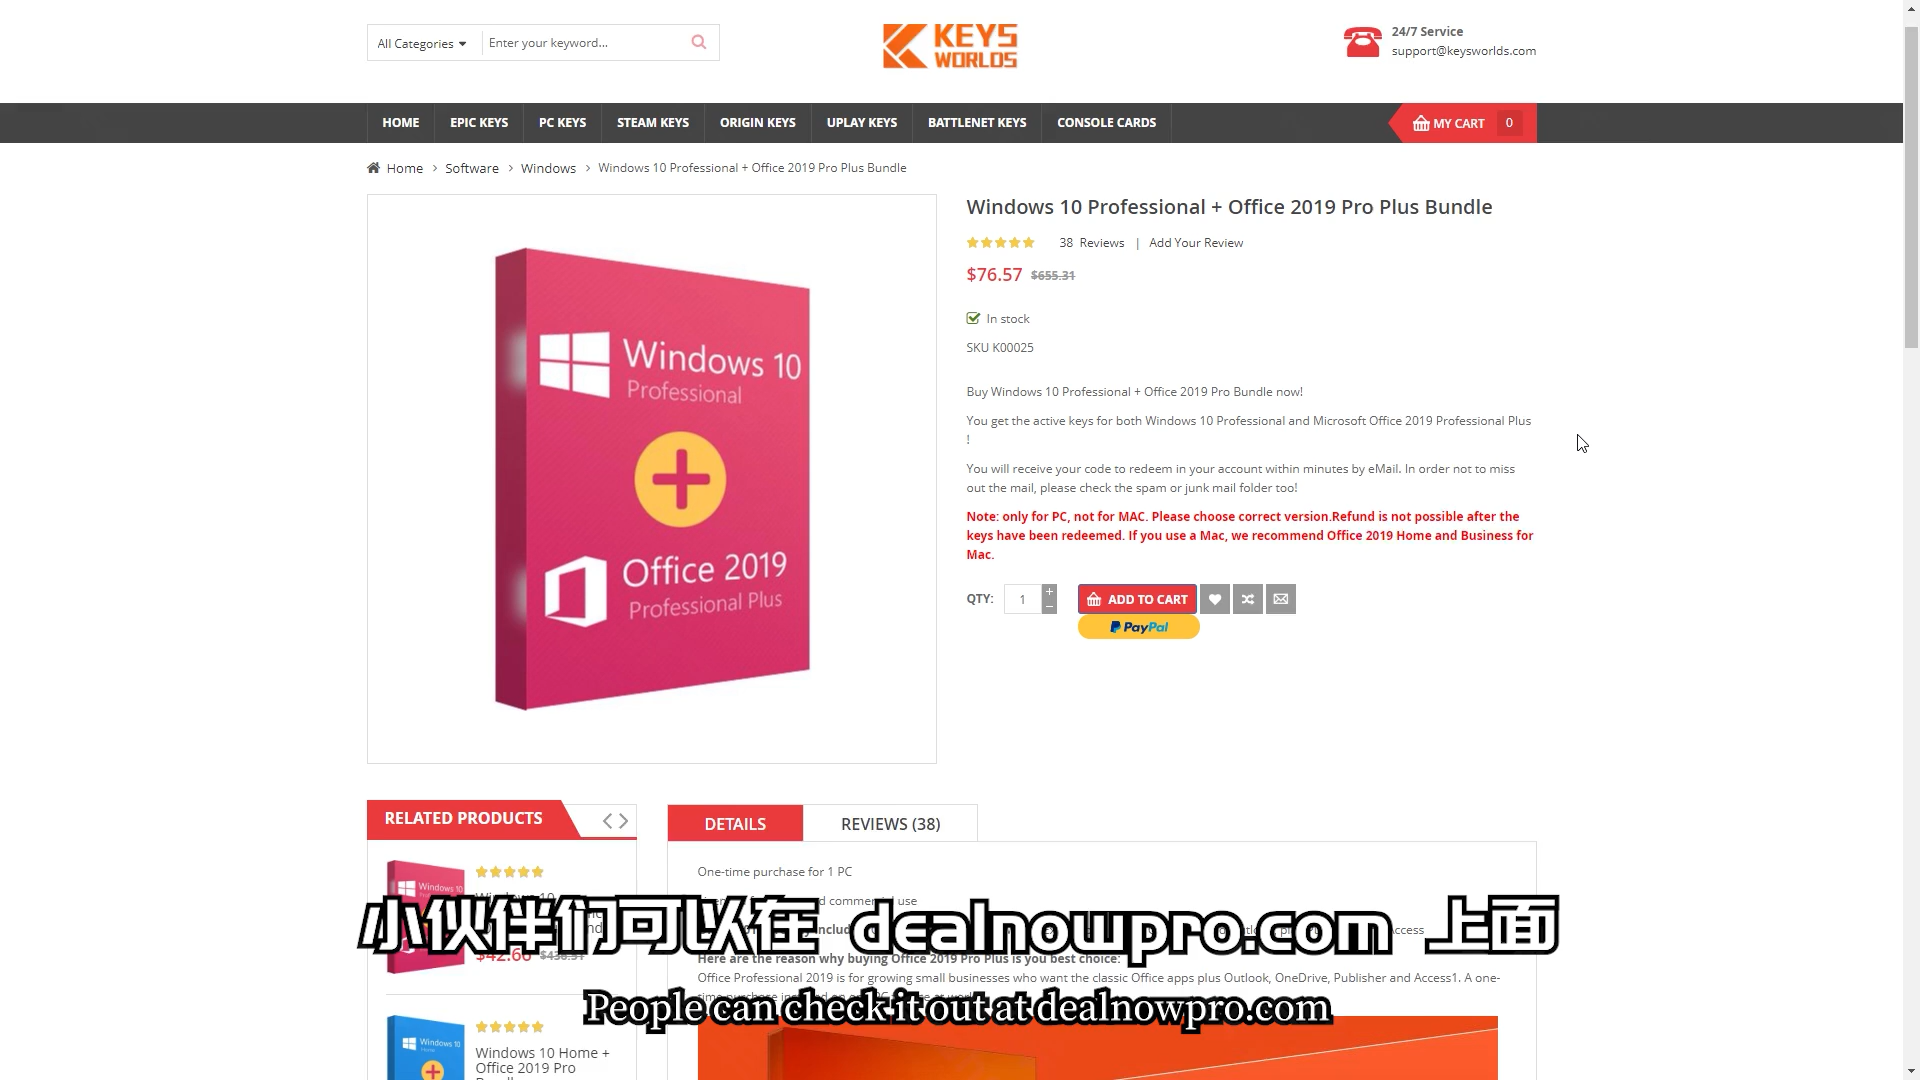 All Categories
Enter your keyword...
KEYS
WORLDS
24/7 Service
support@keysworlds.com
HOME
EPIC KEYS
PC KEYS
STEAM KEYS
ORIGIN KEYS
UPLAY KEYS
BATTLENET KEYS
CONSOLE CARDS
MY CART 0
Home > Software > Windows > Windows 10 Professional + Office 2019 Pro Plus Bundle
Windows 10
Professional
Office 2019
Professional Plus
Windows 10 Professional + Office 2019 Pro Plus Bundle
38 Reviews | Add Your Review
$76.57 $655.31
In stock
SKU K00025
Buy Windows 10 Professional + Office 2019 Pro Bundle now!
You get the active keys for both Windows 10 Professional and Microsoft Office 2019 Professional Plus
!
You will receive your code to redeem in your account within minutes by eMail. In order not to miss
out the mail, please check the spam or junk mail folder too!
Note: only for PC, not for MAC. Please choose correct version.Refund is not possible after the
keys have been redeemed. If you use a Mac, we recommend Office 2019 Home and Business for
Mac.
QTY: 1 + −
ADD TO CART
PayPal
RELATED PRODUCTS
Windows 10
$42.66
Windows 10
Windows 10 Home +
Office 2019 Pro
DETAILS
REVIEWS (38)
One-time purchase for 1 PC
commercial use
Here are the reason why buying Office 2019 Pro Plus is you best choice:
Office Professional 2019 is for growing small businesses who want the classic Office apps plus Outlook, OneDrive, Publisher and Access1. A one-
小伙伴们可以在 dealnowpro.com 上面
People can check it out at dealnowpro.com